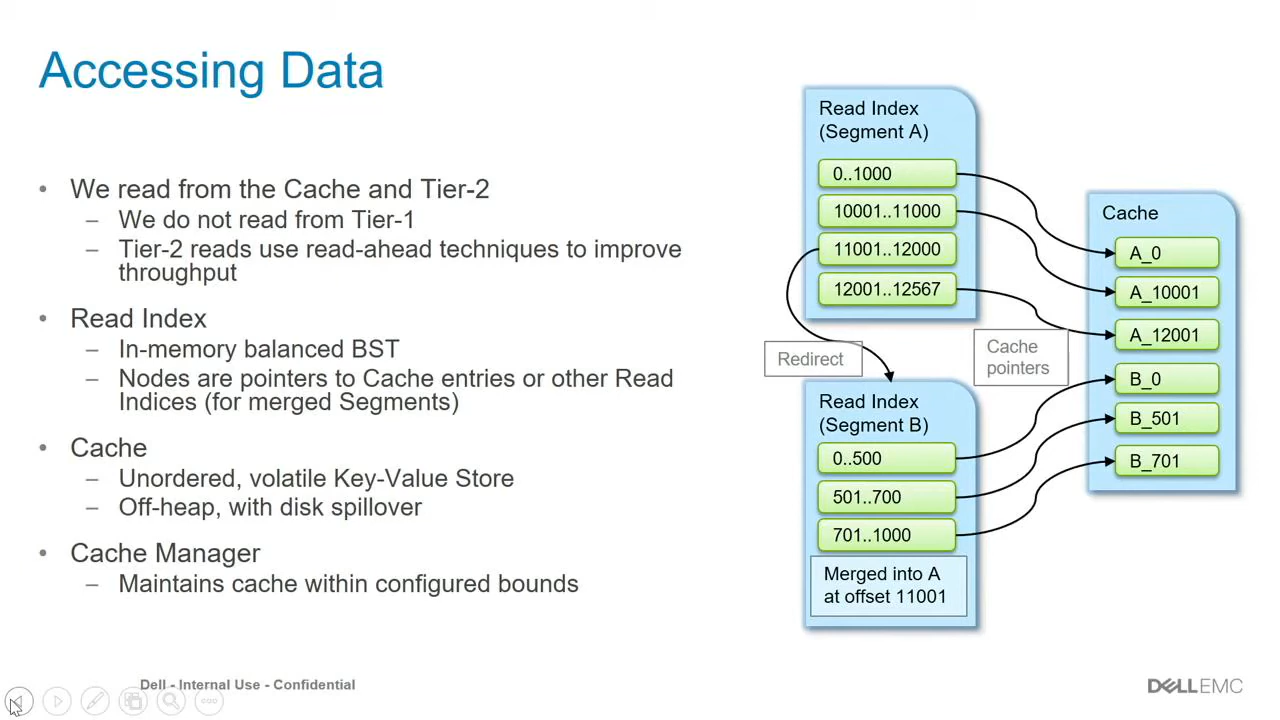 Accessing Data
• We read from the Cache and Tier-2
– We do not read from Tier-1
– Tier-2 reads use read-ahead techniques to improve
throughput
• Read Index
– In-memory balanced BST
– Nodes are pointers to Cache entries or other Read
Indices (for merged Segments)
• Cache
– Unordered, volatile Key-Value Store
– Off-heap, with disk spillover
• Cache Manager
– Maintains cache within configured bounds
Read Index
(Segment A)
0..1000
10001..11000
11001..12000
12001..12567
Redirect
Cache
pointers
Read Index
(Segment B)
0..500
501..700
701..1000
Merged into A
at offset 11001
Cache
A_0
A_10001
A_12001
B_0
B_501
B_701
Dell - Internal Use - Confidential
DELLEMC